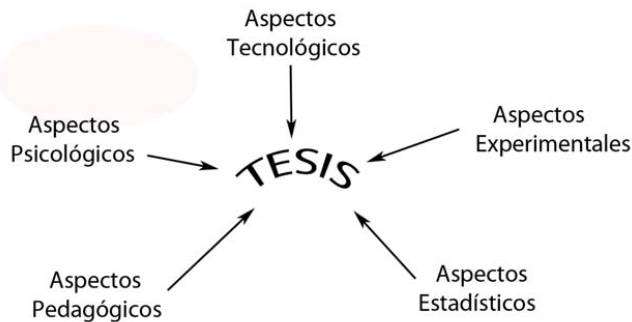 Aspectos
Tecnológicos
Aspectos
Psicológicos
Aspectos
Experimentales
TESIS
Aspectos
Pedagógicos
Aspectos
Estadísticos